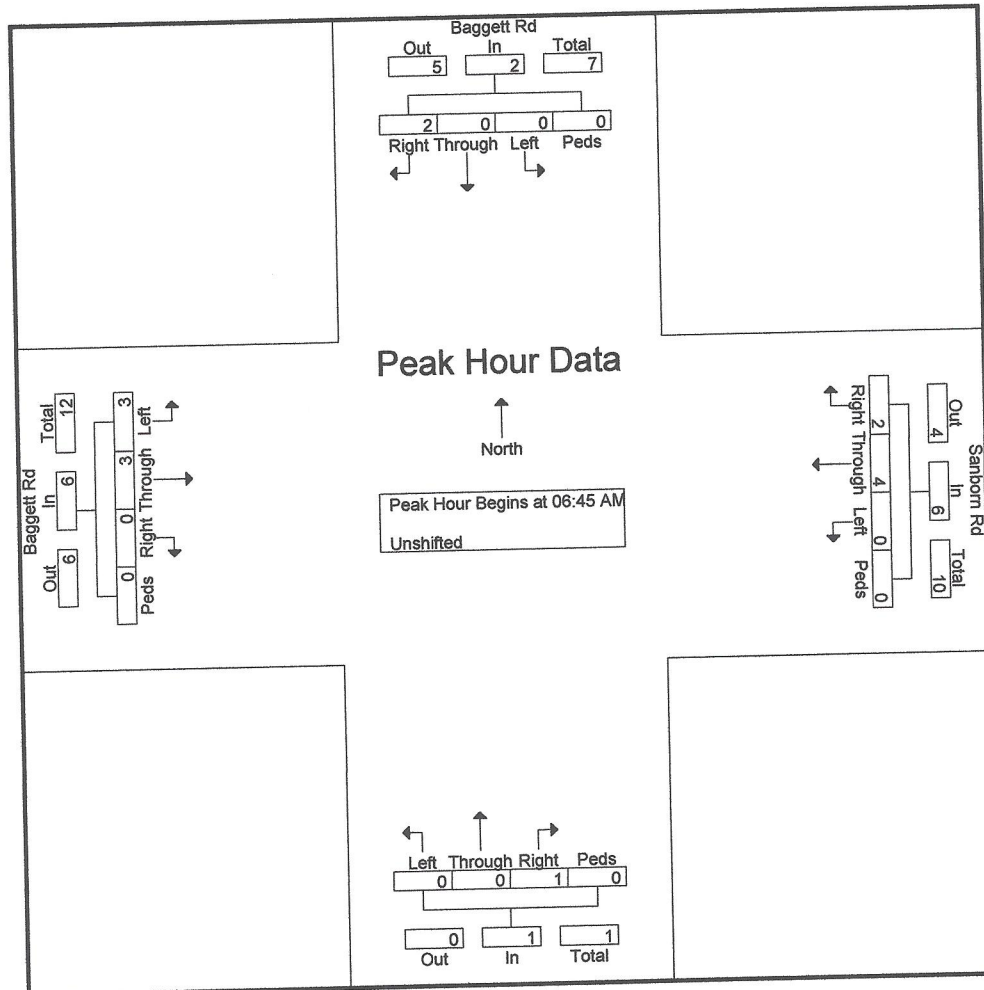 Baggett Rd
Out In Total
5 2 7
2 0 0 0
Right Through Left Peds
Peak Hour Data
North
Peak Hour Begins at 06:45 AM
Unshifted
Baggett Rd
Total In Out
12 6 6
3 3 0 0
Left Through Right Peds
Right Through Left Peds
2 4 0 0
Out In Total
4 6 10
Sanborn Rd
Left Through Right Peds
0 0 1 0
0 1 1
Out In Total